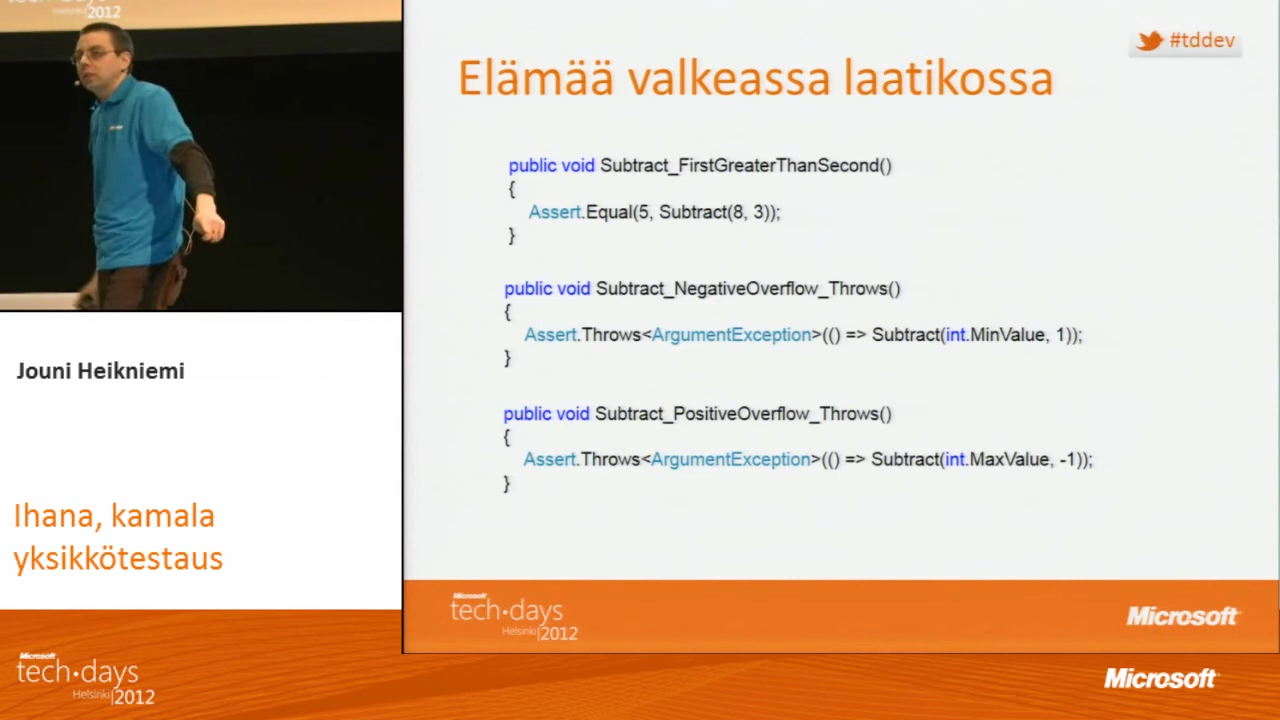 tech·days
Helsinki 2012
Jouni Heikniemi
Ihana, kamala
yksikkötestaus
Microsoft
tech·days
Helsinki 2012
#tddev
Elämää valkeassa laatikossa
public void Subtract_FirstGreaterThanSecond()
{
Assert.Equal(5, Subtract(8, 3));
}
public void Subtract_NegativeOverflow_Throws()
{
Assert.Throws<ArgumentException>(() => Subtract(int.MinValue, 1));
}
public void Subtract_PositiveOverflow_Throws()
{
Assert.Throws<ArgumentException>(() => Subtract(int.MaxValue, -1));
}
Microsoft
tech·days
Helsinki 2012
Microsoft
Microsoft